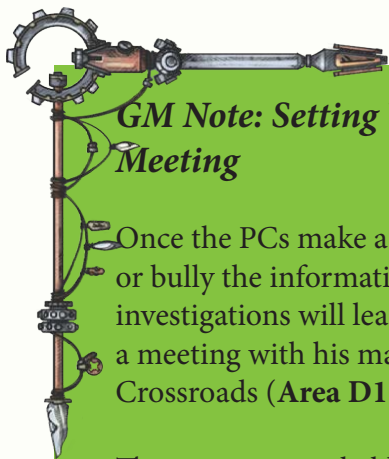 GM Note: Setting
Meeting
Once the PCs make a
or bully the informati
investigations will lea
a meeting with his ma
Crossroads (Area D1